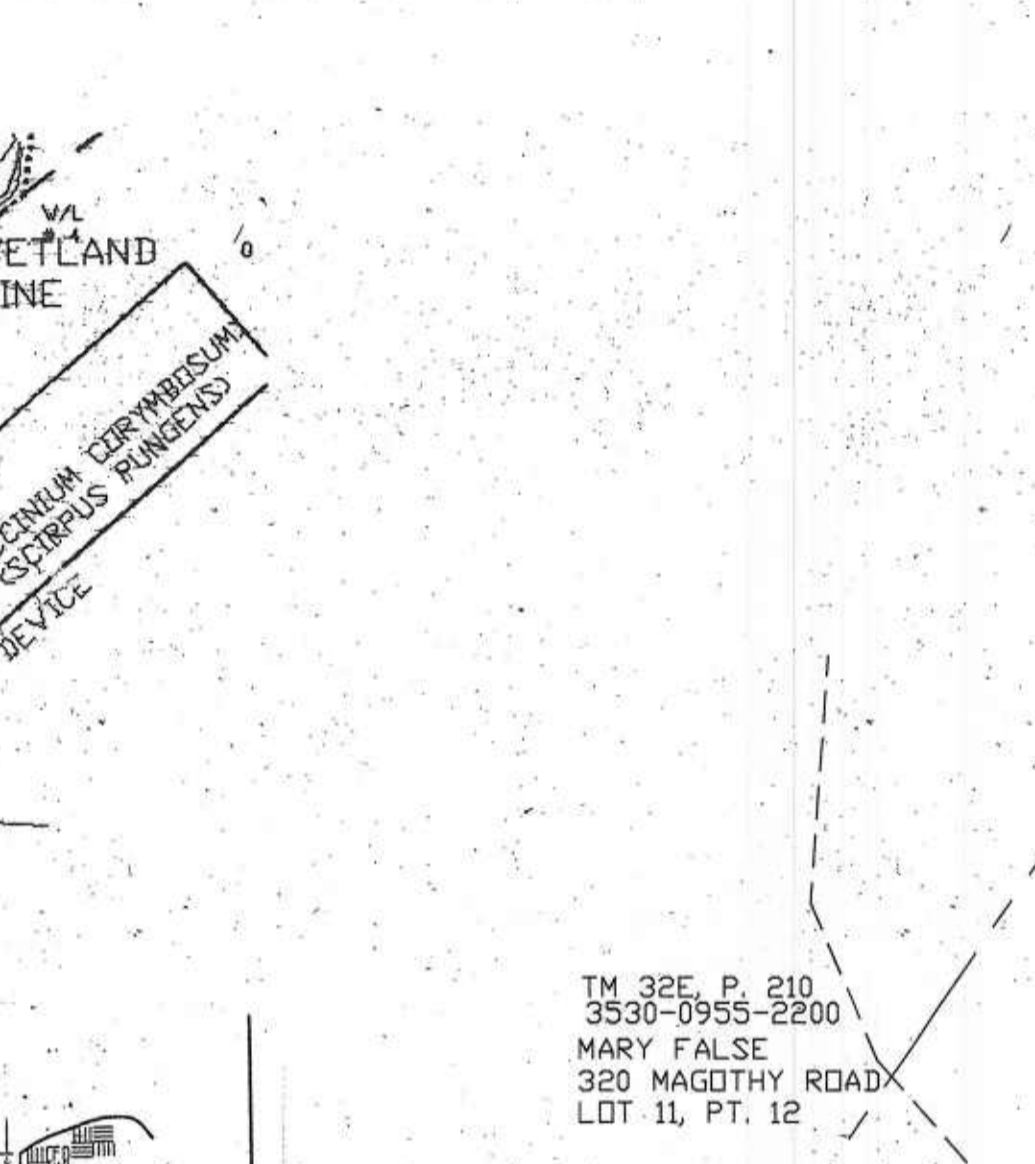 W/L
# 4
ETLAND
INE
CINIUM CORYMBOSUM)
(SCIRPUS PUNGENS)
DEVICE
TM 32E, P. 210
3530-0955-2200
MARY FALSE
320 MAGOTHY ROAD
LOT 11, PT. 12